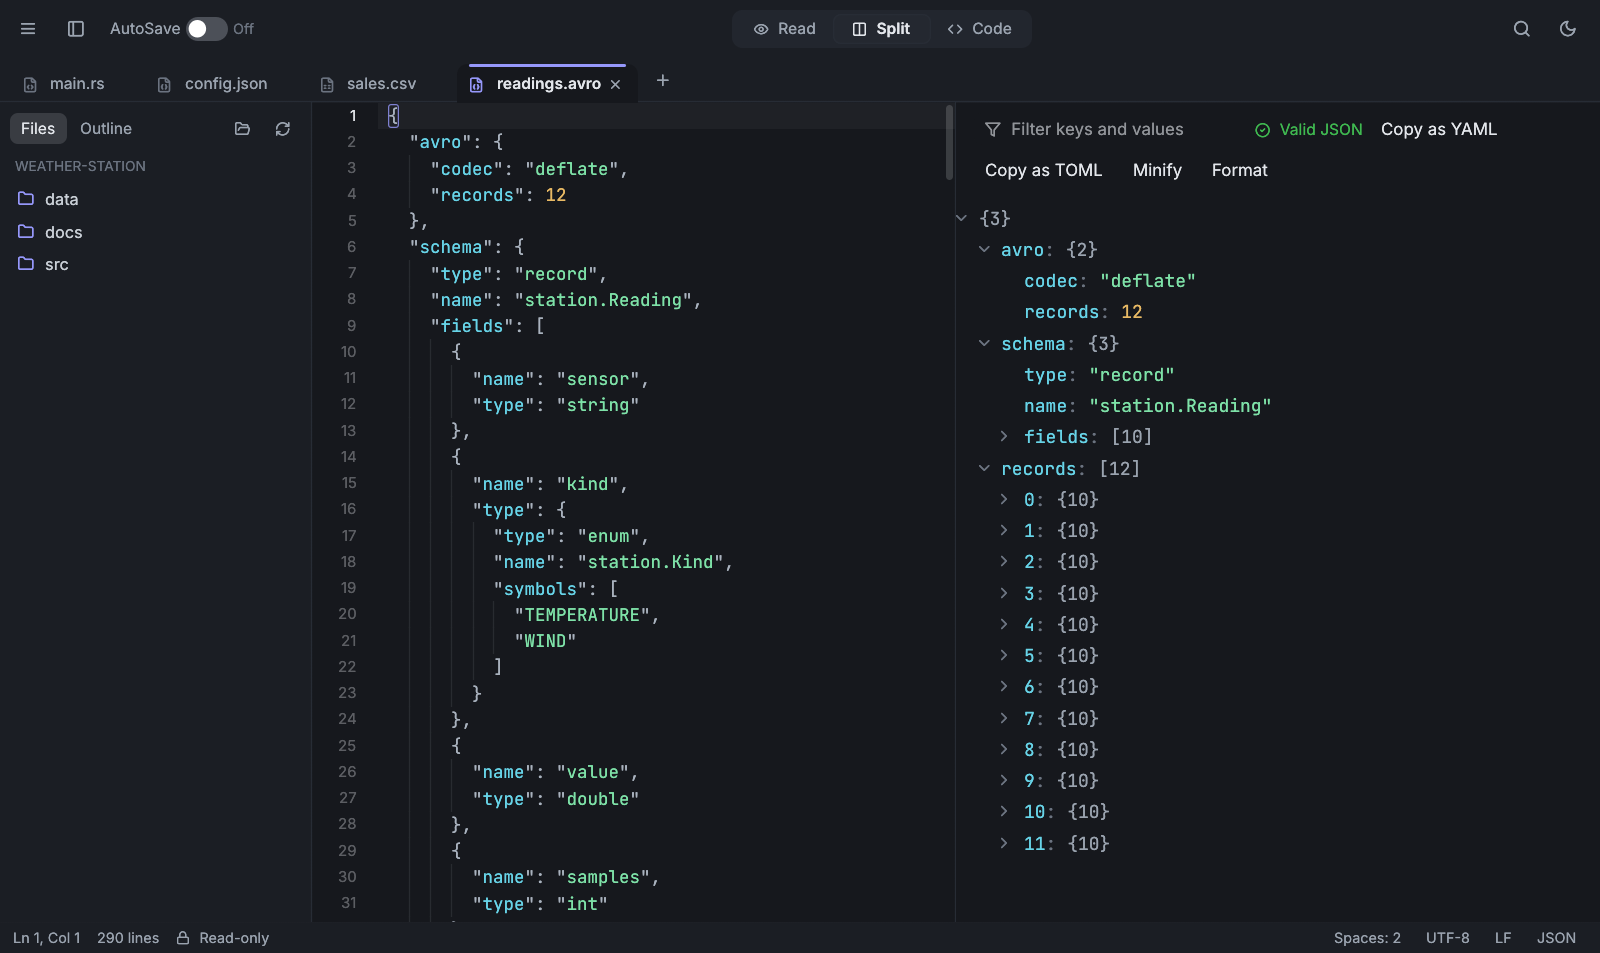 AutoSave Off Read Split Code
main.rs config.json sales.csv readings.avro
Files Outline
WEATHER-STATION
data
docs
src
1 {
2 "avro": {
3 "codec": "deflate",
4 "records": 12
5 },
6 "schema": {
7 "type": "record",
8 "name": "station.Reading",
9 "fields": [
10 {
11 "name": "sensor",
12 "type": "string"
13 },
14 {
15 "name": "kind",
16 "type": {
17 "type": "enum",
18 "name": "station.Kind",
19 "symbols": [
20 "TEMPERATURE",
21 "WIND"
22 ]
23 }
24 },
25 {
26 "name": "value",
27 "type": "double"
28 },
29 {
30 "name": "samples",
31 "type": "int"
Filter keys and values Valid JSON Copy as YAML
Copy as TOML Minify Format
{3}
avro: {2}
codec: "deflate"
records: 12
schema: {3}
type: "record"
name: "station.Reading"
fields: [10]
records: [12]
0: {10}
1: {10}
2: {10}
3: {10}
4: {10}
5: {10}
6: {10}
7: {10}
8: {10}
9: {10}
10: {10}
11: {10}
Ln 1, Col 1 290 lines Read-only Spaces: 2 UTF-8 LF JSON